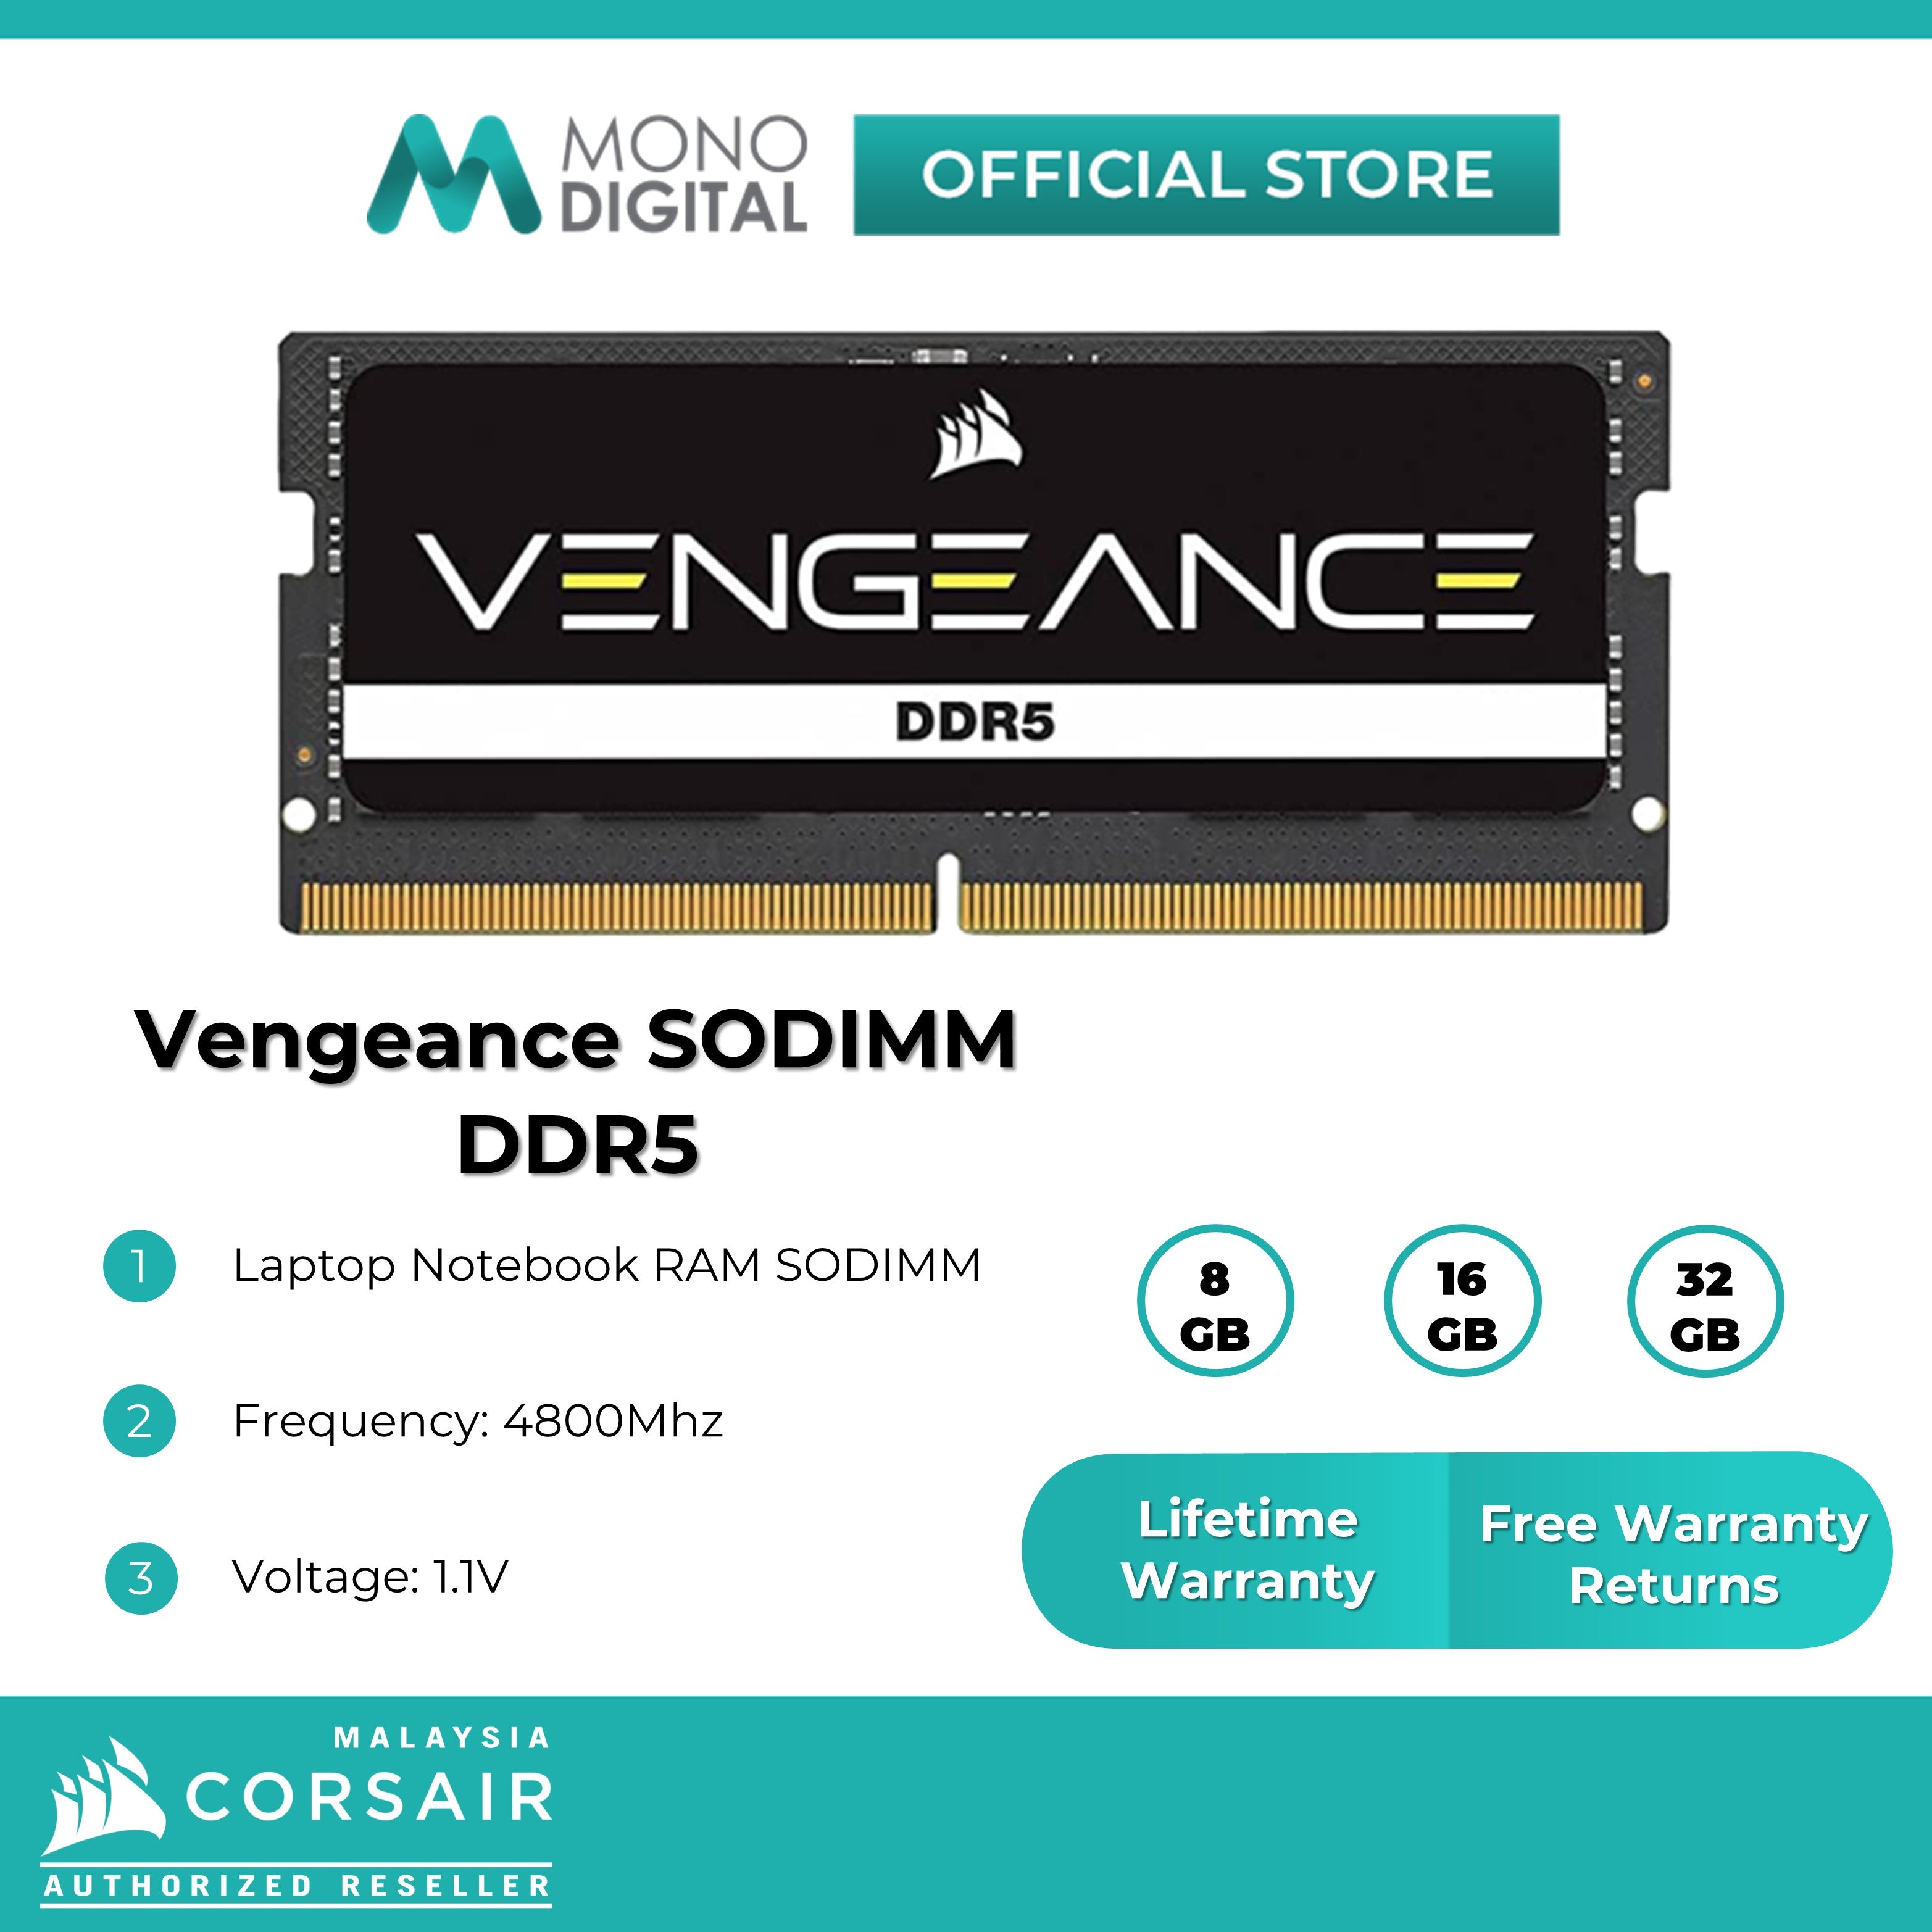 MONO
DIGITAL
OFFICIAL STORE
VENGEANCE
DDR5
Vengeance SODIMM
DDR5
1 Laptop Notebook RAM SODIMM
2 Frequency: 4800Mhz
3 Voltage: 1.1V
8
GB
16
GB
32
GB
Lifetime
Warranty
Free Warranty
Returns
MALAYSIA
CORSAIR
AUTHORIZED RESELLER